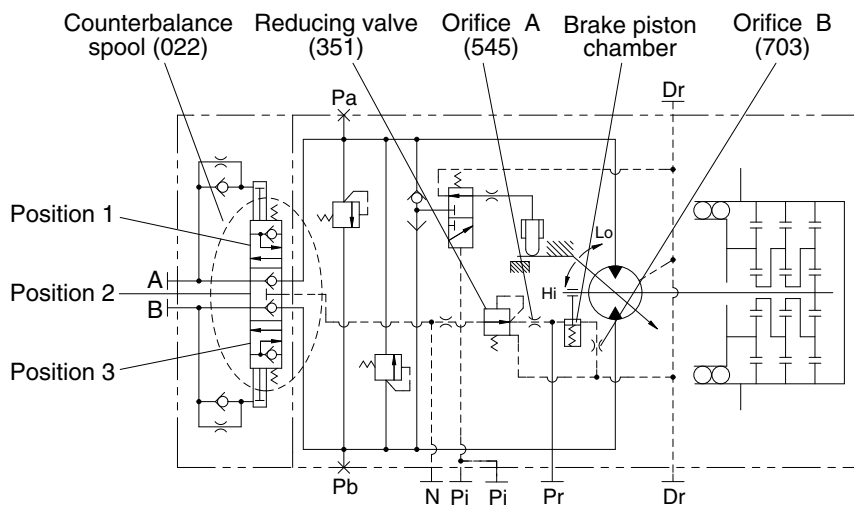 Counterbalance
spool (022)
Reducing valve
(351)
Orifice A
(545)
Brake piston
chamber
Orifice B
(703)
Pa
Dr
Position 1
Lo
A
Position 2
Hi
B
Position 3
Pb
N
Pi
Pi
Pr
Dr